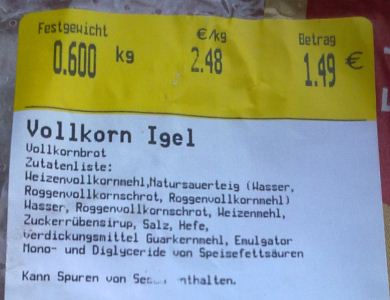 Festgewicht €/kg Betrag
0.600 kg 2.48 1.49 €
Vollkorn Igel
Vollkornbrot
Zutatenliste:
Weizenvollkornmehl,Natursauerteig (Wasser,
Roggenvollkornschrot, Roggenvollkornmehl)
Wasser, Roggenvollkornschrot, Weizenmehl,
Zuckerrübensirup, Salz, Hefe,
Verdickungsmittel Guarkernmehl, Emulgator
Mono- und Diglyceride von Speisefettsäuren
Kann Spuren von enthalten.